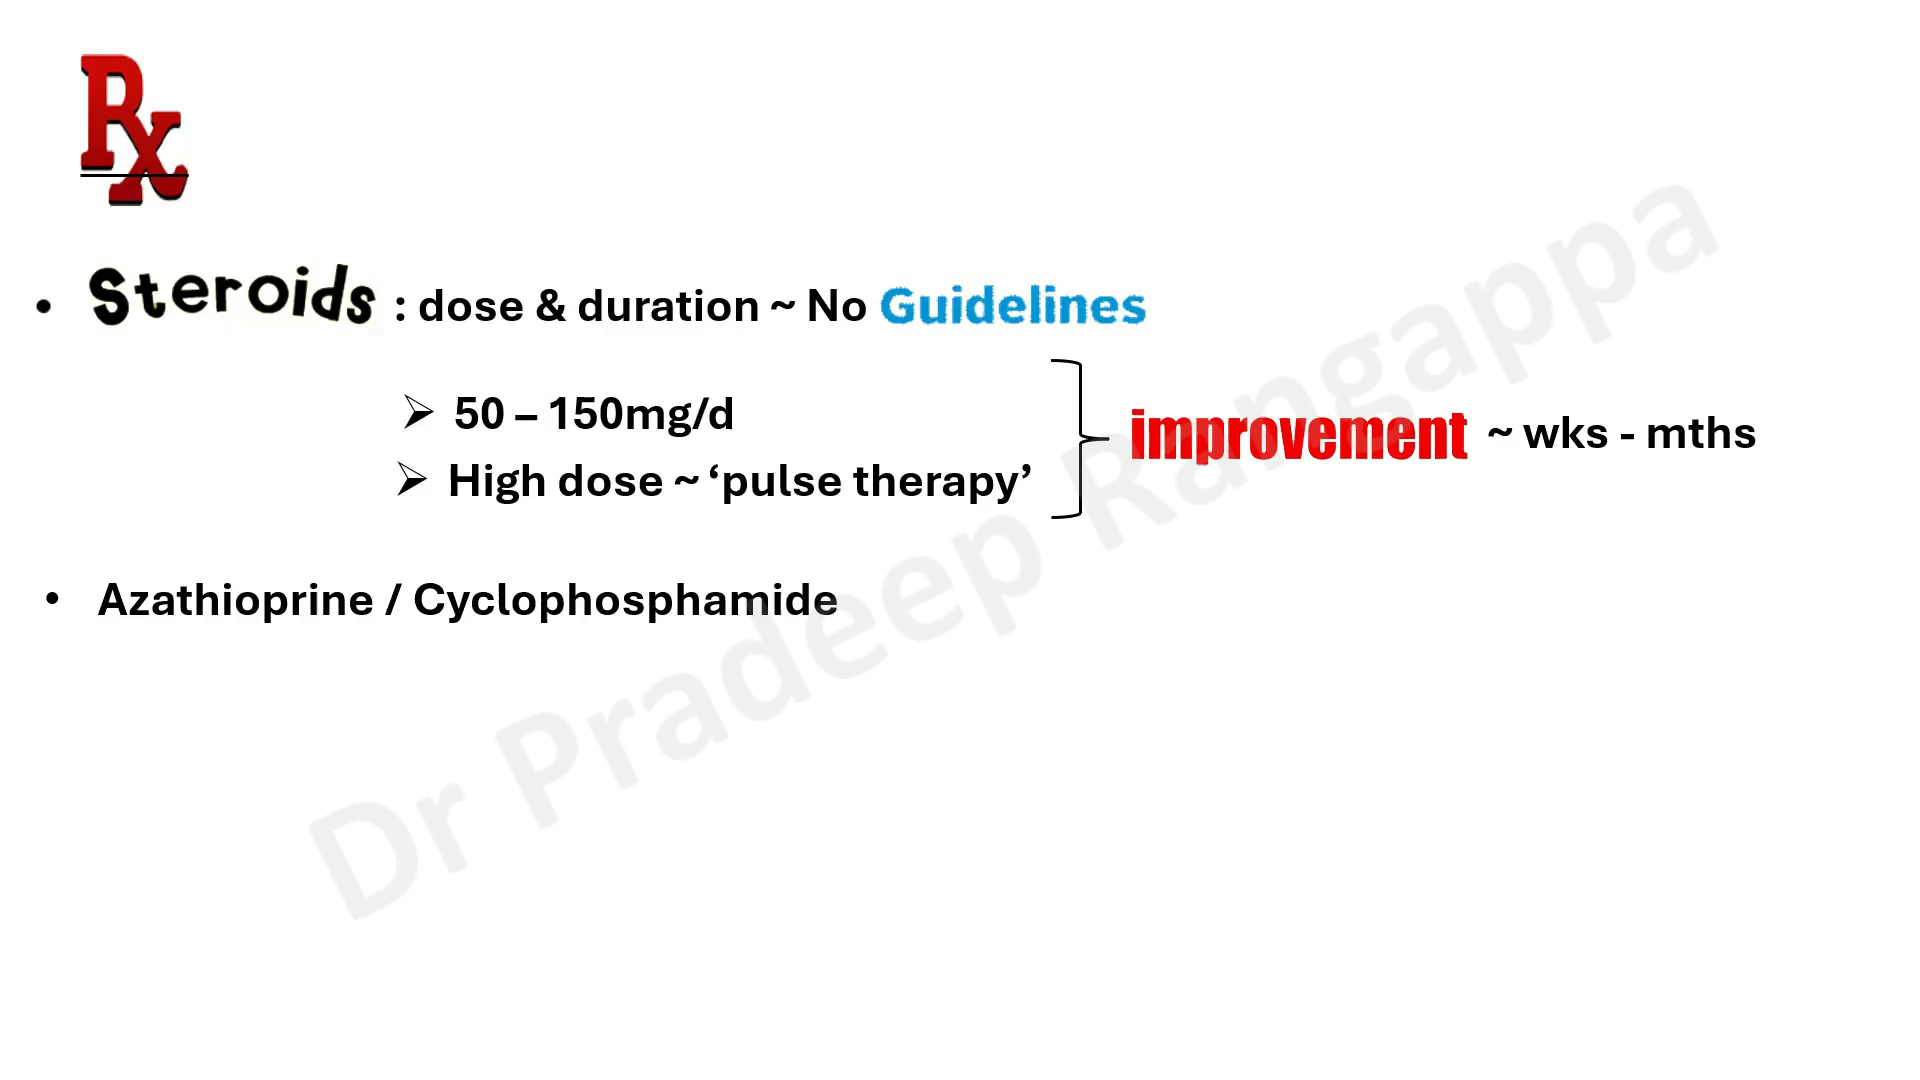 Rx
• Steroids : dose & duration ~ No Guidelines
➢ 50 – 150mg/d
➢ High dose ~ ‘pulse therapy’
improvement ~ wks - mths
• Azathioprine / Cyclophosphamide
Dr Pradeep Rangappa